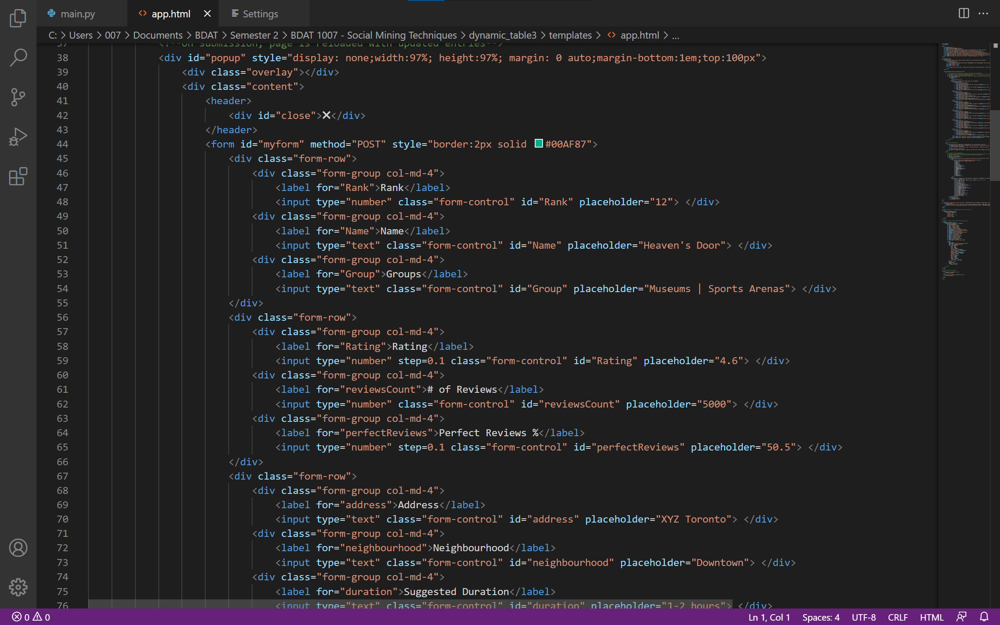 main.py app.html Settings
C: > Users > 007 > Documents > BDAT > Semester 2 > BDAT 1007 - Social Mining Techniques > dynamic_table3 > templates > app.html > ...
37 <!--On submission, page is reloaded with updated entries-->
38 <div id="popup" style="display: none;width:97%; height:97%; margin: 0 auto;margin-bottom:1em;top:100px">
39 <div class="overlay"></div>
40 <div class="content">
41 <header>
42 <div id="close">✖</div>
43 </header>
44 <form id="myform" method="POST" style="border:2px solid #00AF87">
45 <div class="form-row">
46 <div class="form-group col-md-4">
47 <label for="Rank">Rank</label>
48 <input type="number" class="form-control" id="Rank" placeholder="12"> </div>
49 <div class="form-group col-md-4">
50 <label for="Name">Name</label>
51 <input type="text" class="form-control" id="Name" placeholder="Heaven's Door"> </div>
52 <div class="form-group col-md-4">
53 <label for="Group">Groups</label>
54 <input type="text" class="form-control" id="Group" placeholder="Museums | Sports Arenas"> </div>
55 </div>
56 <div class="form-row">
57 <div class="form-group col-md-4">
58 <label for="Rating">Rating</label>
59 <input type="number" step=0.1 class="form-control" id="Rating" placeholder="4.6"> </div>
60 <div class="form-group col-md-4">
61 <label for="reviewsCount"># of Reviews</label>
62 <input type="number" class="form-control" id="reviewsCount" placeholder="5000"> </div>
63 <div class="form-group col-md-4">
64 <label for="perfectReviews">Perfect Reviews %</label>
65 <input type="number" step=0.1 class="form-control" id="perfectReviews" placeholder="50.5"> </div>
66 </div>
67 <div class="form-row">
68 <div class="form-group col-md-4">
69 <label for="address">Address</label>
70 <input type="text" class="form-control" id="address" placeholder="XYZ Toronto"> </div>
71 <div class="form-group col-md-4">
72 <label for="neighbourhood">Neighbourhood</label>
73 <input type="text" class="form-control" id="neighbourhood" placeholder="Downtown"> </div>
74 <div class="form-group col-md-4">
75 <label for="duration">Suggested Duration</label>
76 <input type="text" class="form-control" id="duration" placeholder="1-2 hours"> </div>
0 0 Ln 1, Col 1 Spaces: 4 UTF-8 CRLF HTML